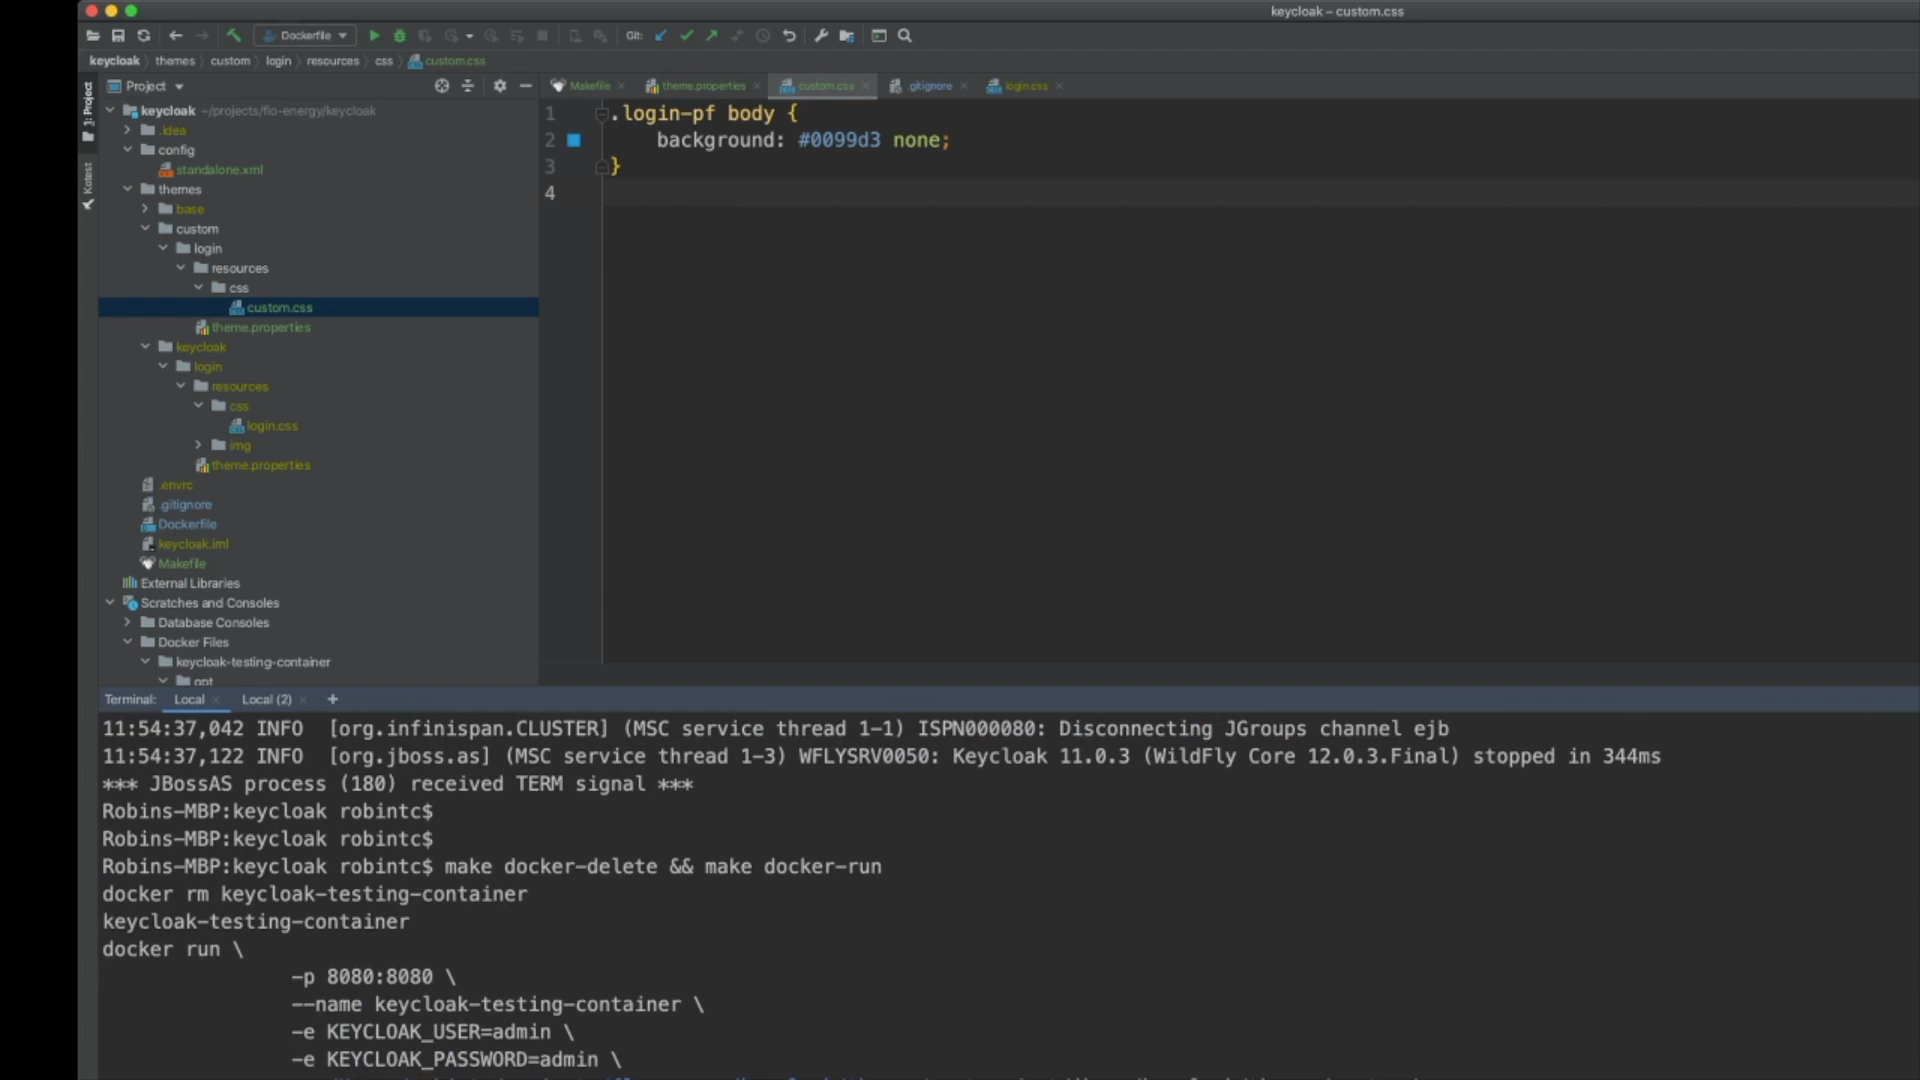 keycloak – custom.css
Dockerfile
Git:
keycloak themes custom login resources css custom.css
1: Project
Kotest
Project
Makefile theme.properties custom.css .gitignore login.css
keycloak ~/projects/flo-energy/keycloak
.idea
config
standalone.xml
themes
base
custom
login
resources
css
custom.css
theme.properties
keycloak
login
resources
css
login.css
img
theme.properties
.envrc
.gitignore
Dockerfile
keycloak.iml
Makefile
External Libraries
Scratches and Consoles
Database Consoles
Docker Files
keycloak-testing-container
opt
1 .login-pf body {
2 background: #0099d3 none;
3 }
4
Terminal: Local Local (2) +
11:54:37,042 INFO [org.infinispan.CLUSTER] (MSC service thread 1-1) ISPN000080: Disconnecting JGroups channel ejb
11:54:37,122 INFO [org.jboss.as] (MSC service thread 1-3) WFLYSRV0050: Keycloak 11.0.3 (WildFly Core 12.0.3.Final) stopped in 344ms
*** JBossAS process (180) received TERM signal ***
Robins-MBP:keycloak robintc$
Robins-MBP:keycloak robintc$
Robins-MBP:keycloak robintc$ make docker-delete && make docker-run
docker rm keycloak-testing-container
keycloak-testing-container
docker run \
-p 8080:8080 \
--name keycloak-testing-container \
-e KEYCLOAK_USER=admin \
-e KEYCLOAK_PASSWORD=admin \